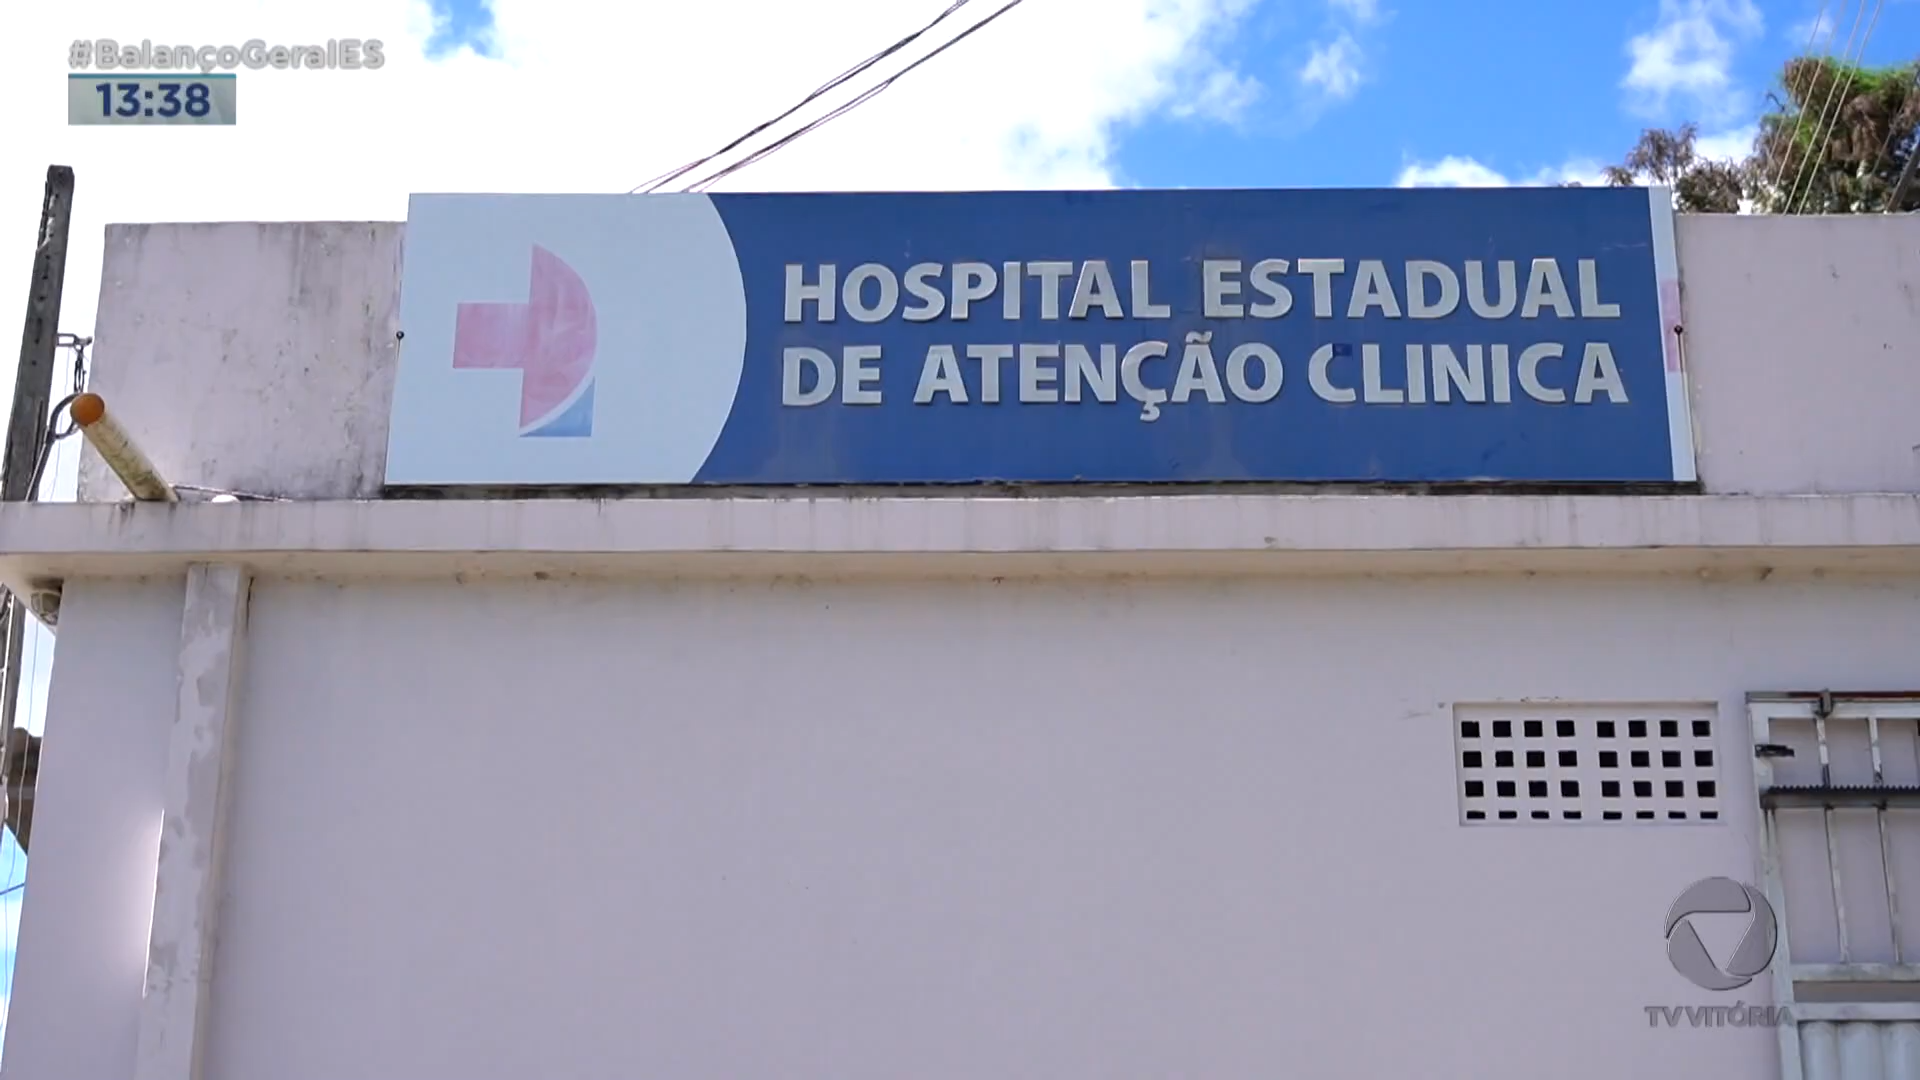 #BalançoGeralES
13:38
HOSPITAL ESTADUAL
DE ATENÇÃO CLINICA
TV VITÓRIA